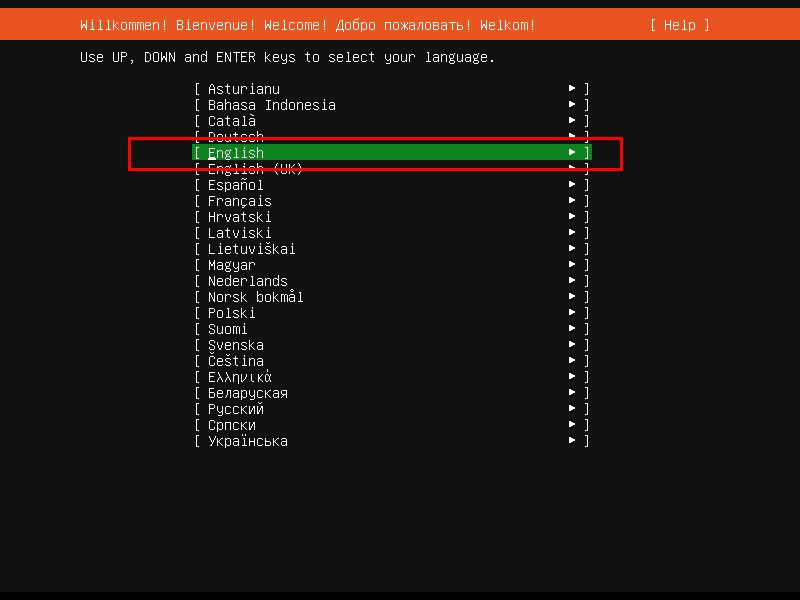 Willkommen! Bienvenue! Welcome! Добро пожаловать! Welkom! [ Help ]
Use UP, DOWN and ENTER keys to select your language.
[ Asturianu ► ]
[ Bahasa Indonesia ► ]
[ Català ► ]
[ Deutsch ► ]
[ English ► ]
[ English (UK) ► ]
[ Español ► ]
[ Français ► ]
[ Hrvatski ► ]
[ Latviski ► ]
[ Lietuviškai ► ]
[ Magyar ► ]
[ Nederlands ► ]
[ Norsk bokmål ► ]
[ Polski ► ]
[ Suomi ► ]
[ Svenska ► ]
[ Čeština ► ]
[ Ελληνικά ► ]
[ Беларуская ► ]
[ Русский ► ]
[ Српски ► ]
[ Українська ► ]